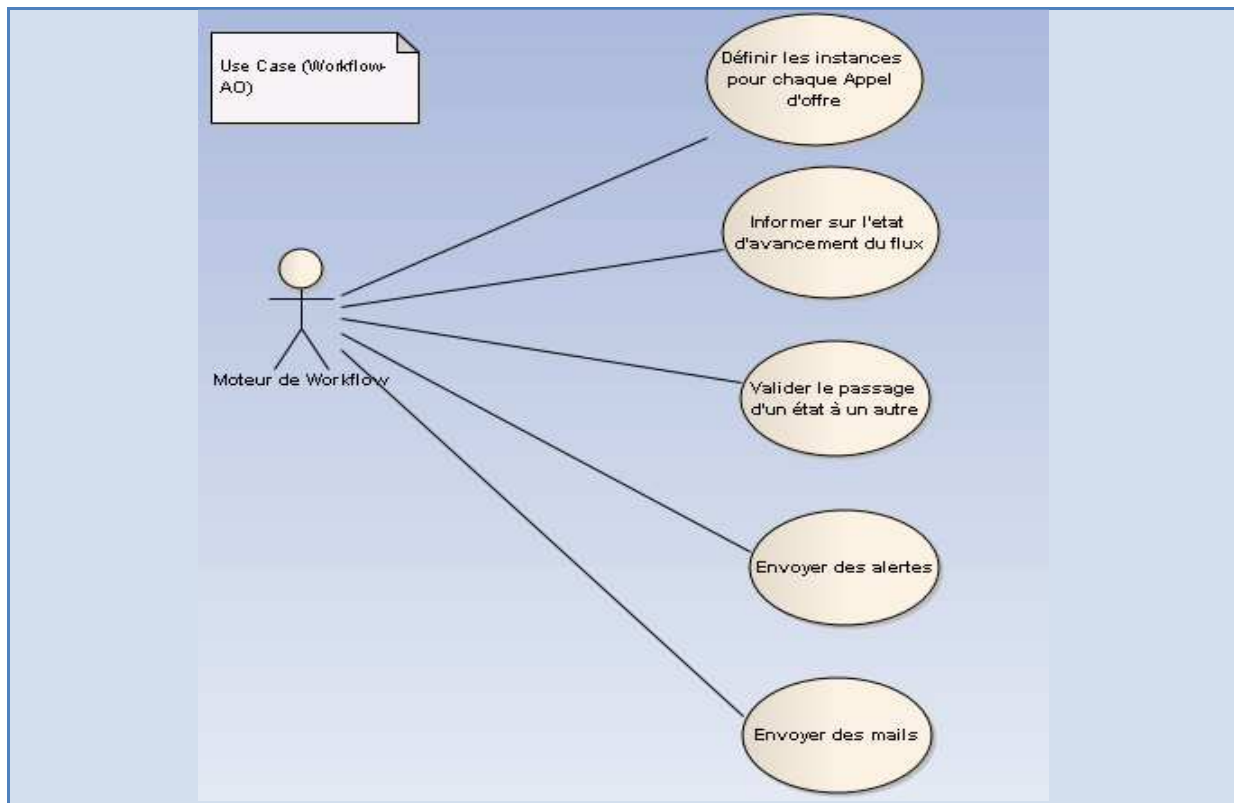 Use Case (Workflow-
AO)
Définir les instances
pour chaque Appel
d'offre
Informer sur l'etat
d'avancement du flux
Moteur de Workflow
Valider le passage
d'un état à un autre
Envoyer des alertes
Envoyer des mails